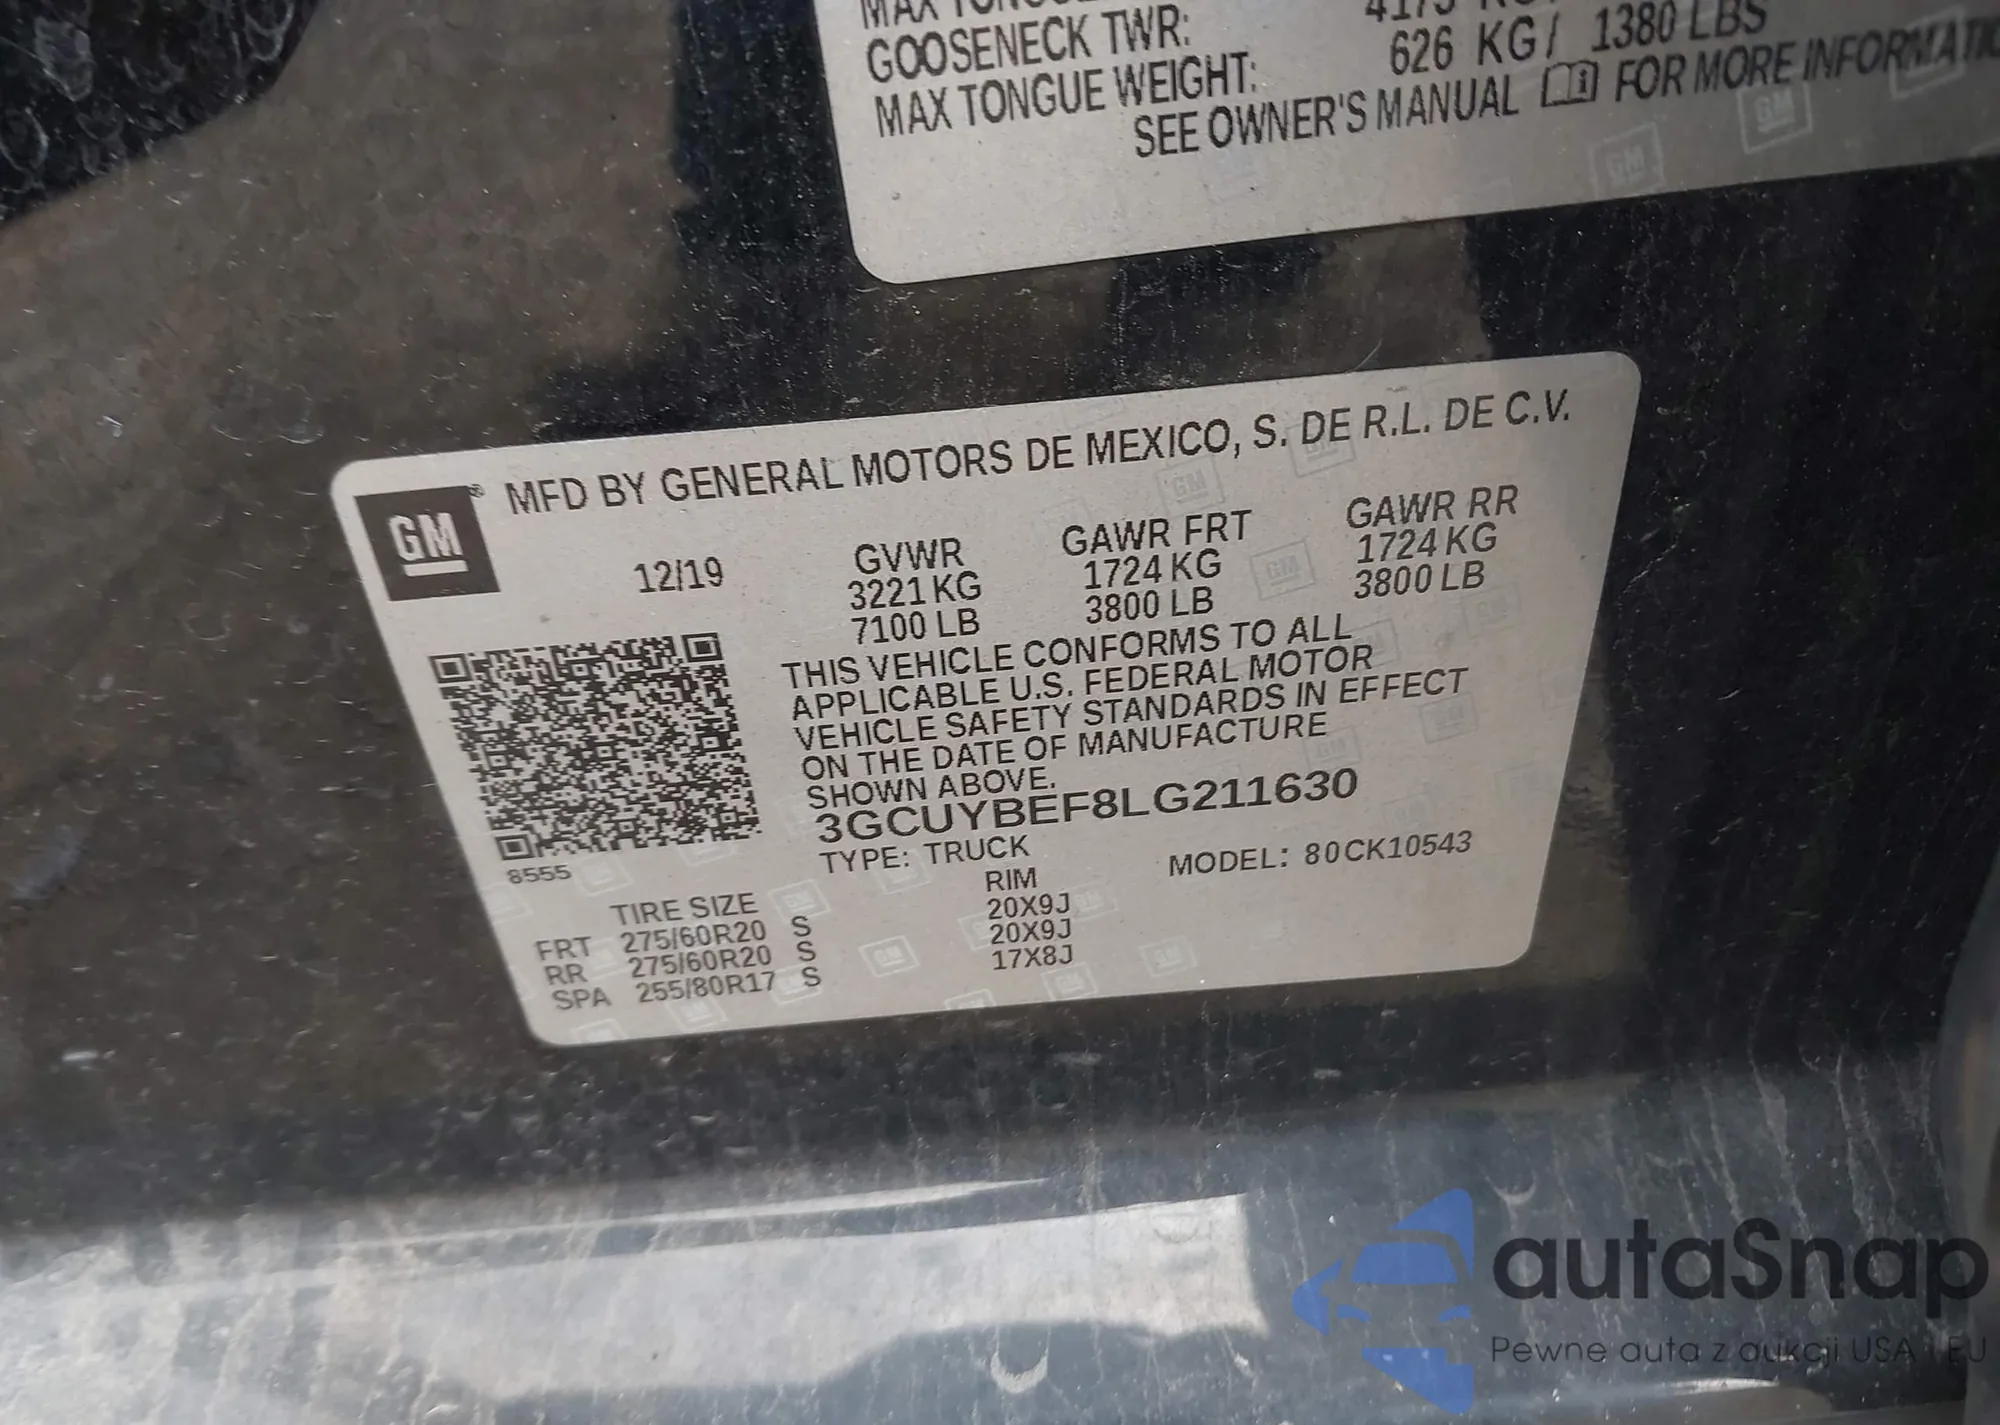 MAX TONGUE
GOOSENECK TWR:
626 KG/ 1380 LBS
MAX TONGUE WEIGHT:
SEE OWNER'S MANUAL FOR MORE INFORMATIO
GM ® MFD BY GENERAL MOTORS DE MEXICO, S. DE R.L. DE C.V.
12/19 GVWR GAWR FRT GAWR RR
3221 KG 1724 KG 1724 KG
7100 LB 3800 LB 3800 LB
THIS VEHICLE CONFORMS TO ALL
APPLICABLE U.S. FEDERAL MOTOR
VEHICLE SAFETY STANDARDS IN EFFECT
ON THE DATE OF MANUFACTURE
SHOWN ABOVE.
3GCUYBEF8LG211630
TYPE: TRUCK MODEL: 80CK10543
8555
TIRE SIZE RIM
FRT 275/60R20 S 20X9J
RR 275/60R20 S 20X9J
SPA 255/80R17 S 17X8J
autaSnap
Pewne auta z aukcji USA i EU